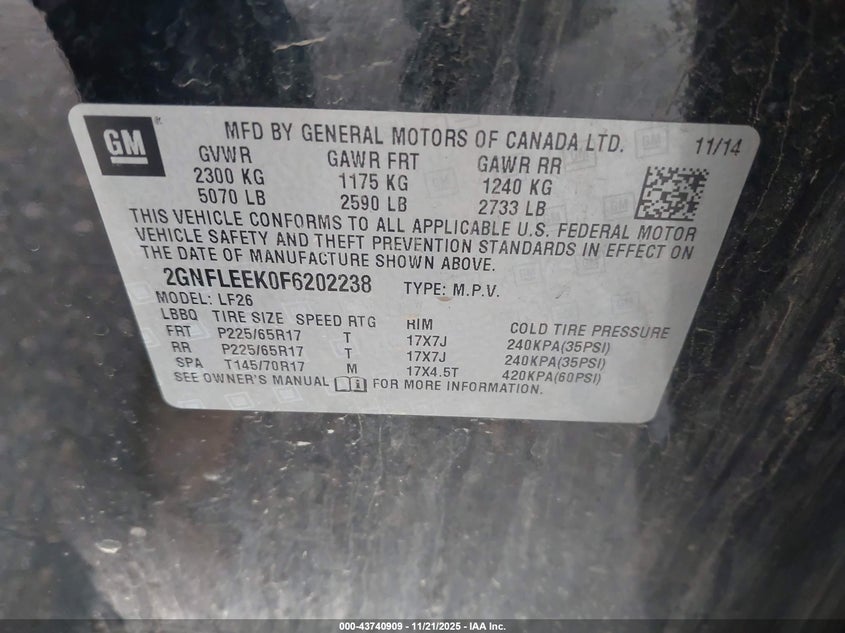 GM
MFD BY GENERAL MOTORS OF CANADA LTD. 11/14
GVWR GAWR FRT GAWR RR
2300 KG 1175 KG 1240 KG
5070 LB 2590 LB 2733 LB
THIS VEHICLE CONFORMS TO ALL APPLICABLE U.S. FEDERAL MOTOR
VEHICLE SAFETY AND THEFT PREVENTION STANDARDS IN EFFECT ON
THE DATE OF MANUFACTURE SHOWN ABOVE.
2GNFLEEK0F6202238 TYPE: M.P.V.
MODEL: LF26
LBBQ TIRE SIZE SPEED RTG RIM COLD TIRE PRESSURE
FRT P225/65R17 T 17X7J 240KPA(35PSI)
RR P225/65R17 T 17X7J 240KPA(35PSI)
SPA T145/70R17 M 17X4.5T 420KPA(60PSI)
SEE OWNER'S MANUAL FOR MORE INFORMATION.
000-43740909 - 11/21/2025 - IAA Inc.